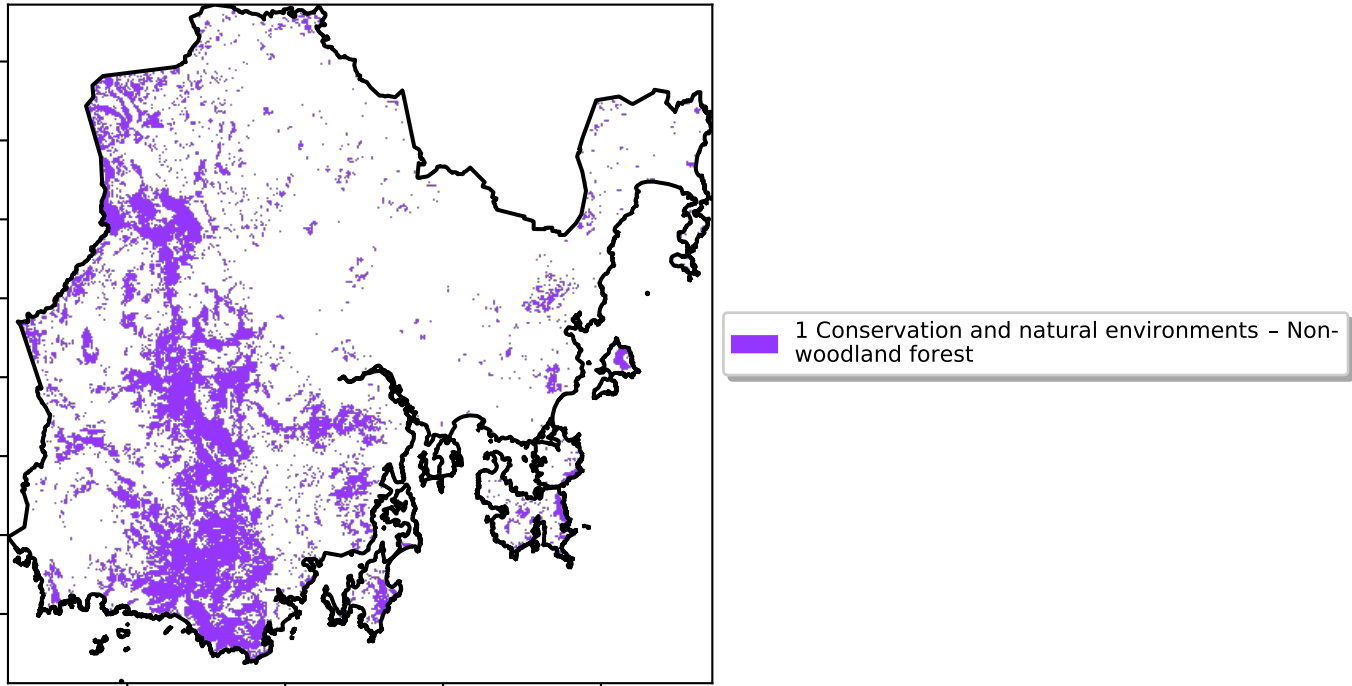 1 Conservation and natural environments – Non-
woodland forest